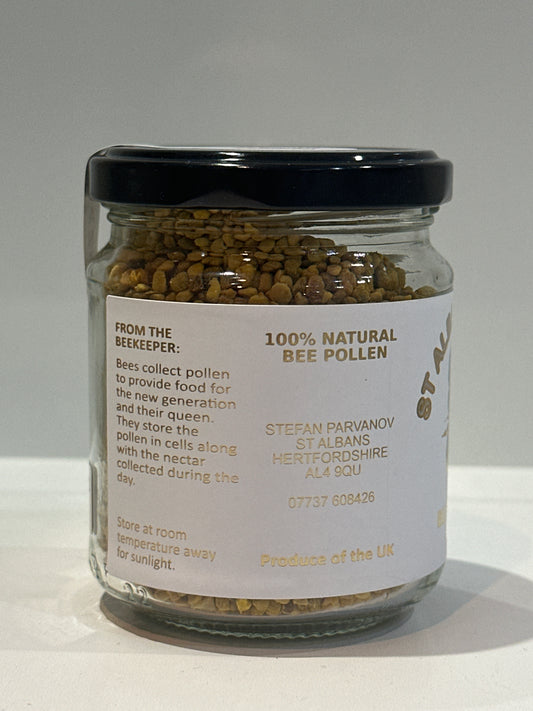 FROM THE
BEEKEEPER:
Bees collect pollen
to provide food for
the new generation
and their queen.
They store the
pollen in cells along
with the nectar
collected during the
day.
Store at room
temperature away
for sunlight.
100% NATURAL
BEE POLLEN
STEFAN PARVANOV
ST ALBANS
HERTFORDSHIRE
AL4 9QU
07737 608426
Produce of the UK
ST